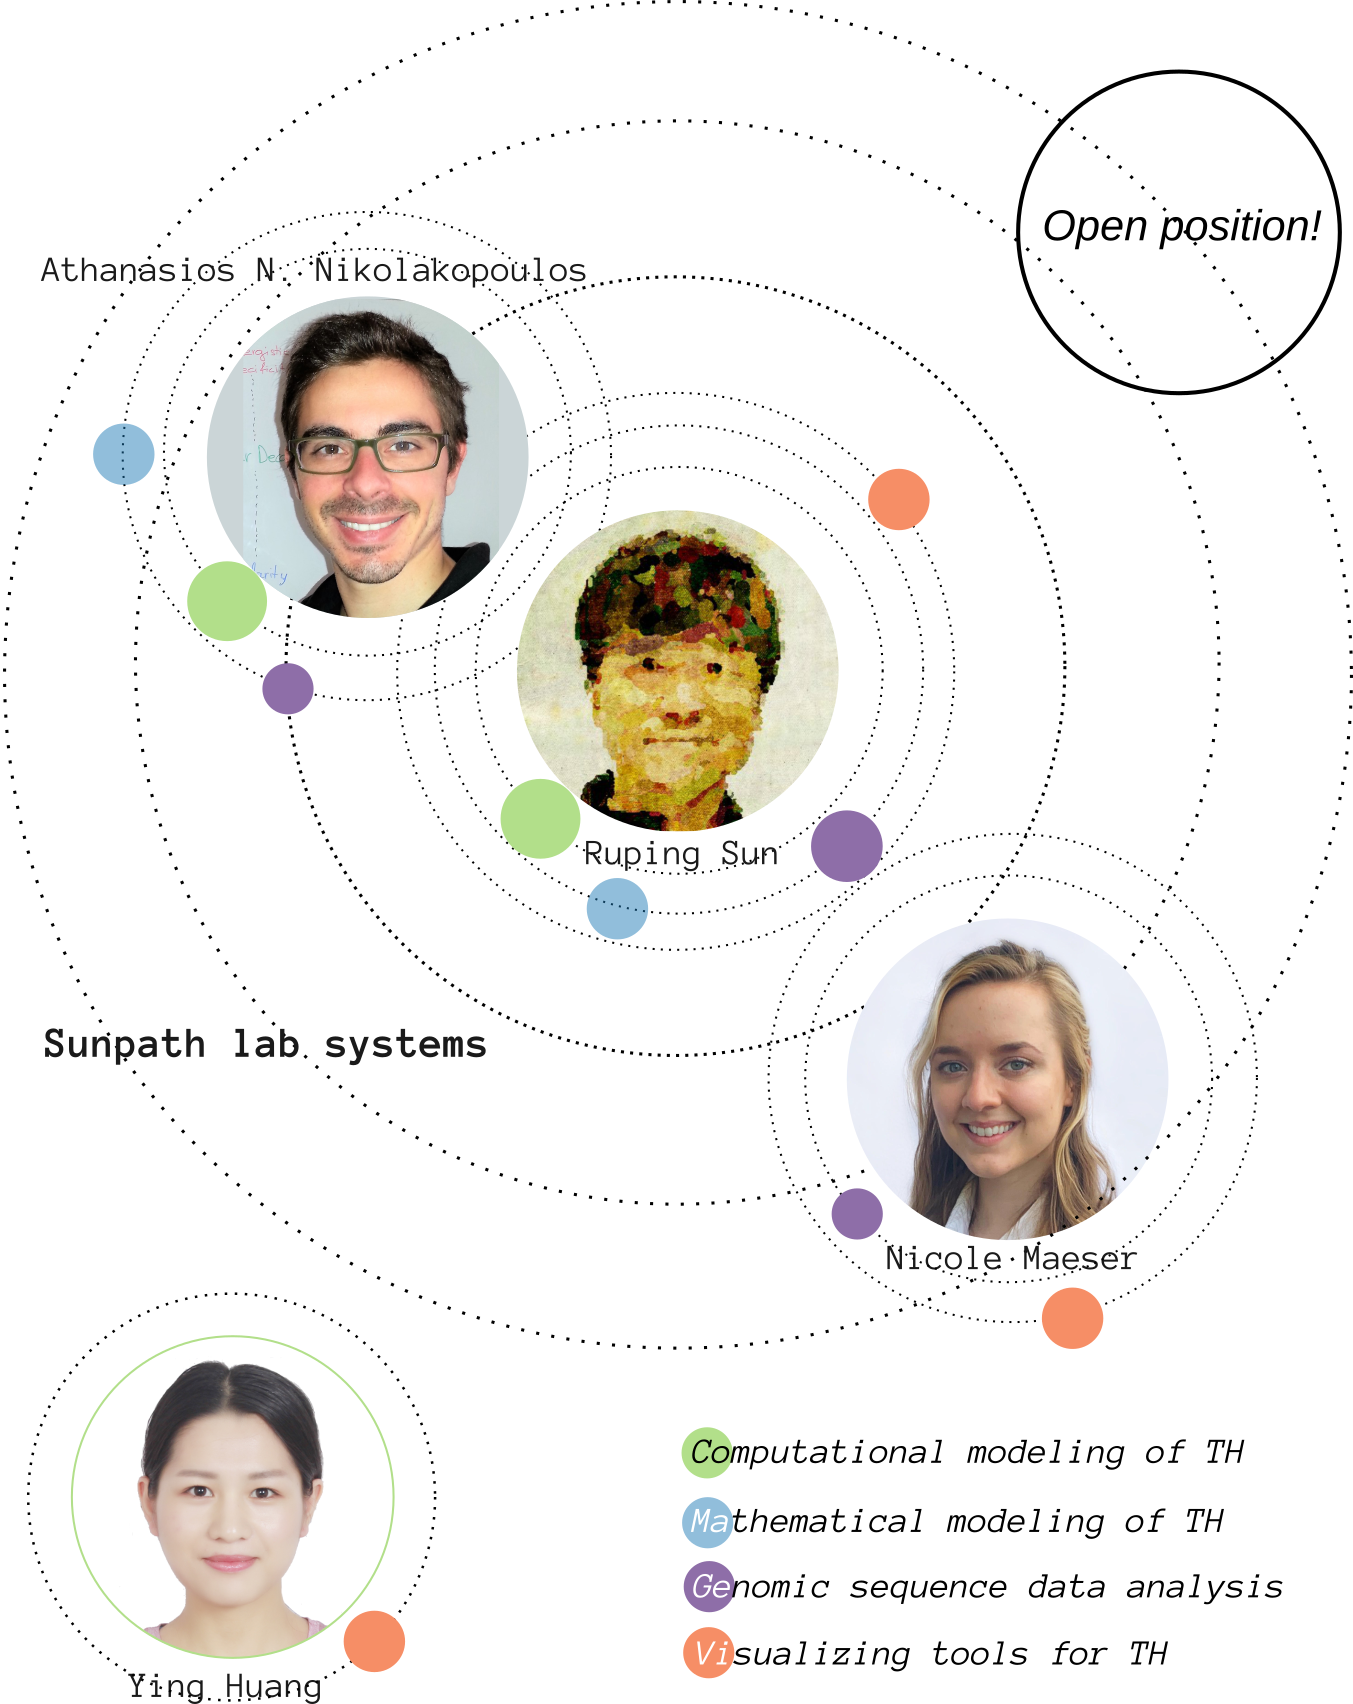 Open position!
Athanasios N. Nikolakopoulos
Ruping Sun
Sunpath lab systems
Nicole Maeser
Computational modeling of TH
Mathematical modeling of TH
Genomic sequence data analysis
Visualizing tools for TH
Ying Huang